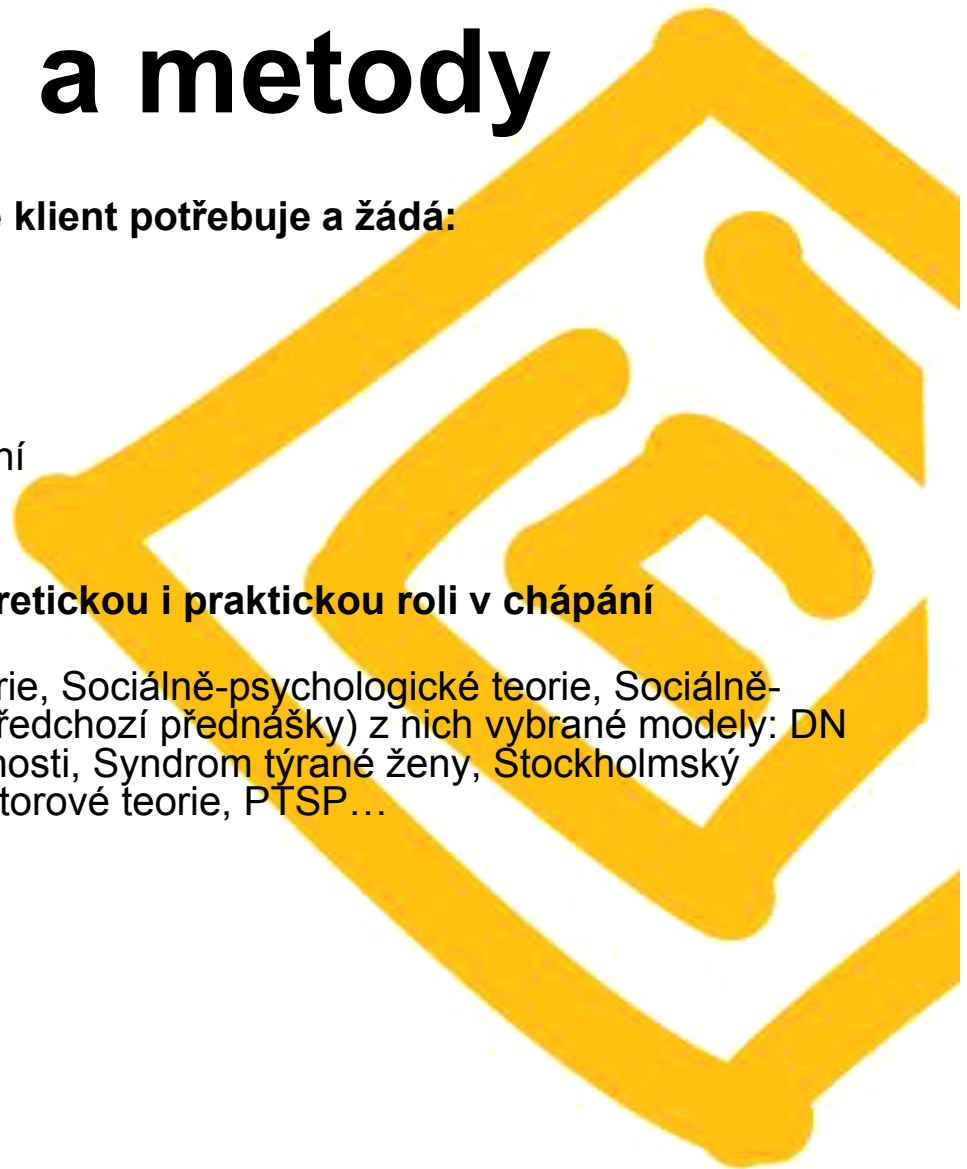 a metody
klient potřebuje a žádá:
ní
retickou i praktickou roli v chápání
rie, Sociálně-psychologické teorie, Sociálně-
ředchozí přednášky) z nich vybrané modely: DN
nosti, Syndrom týrané ženy, Stockholmský
torové teorie, PTSP…